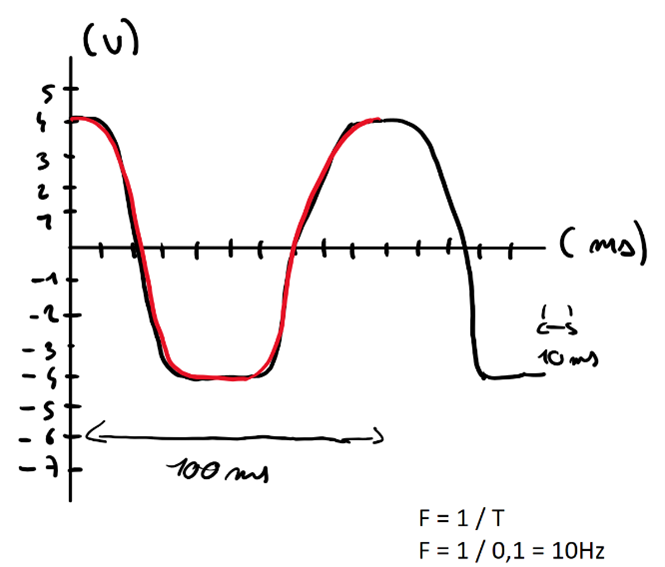 (V)
5
4
3
2
1
(ms)
-1
-2
-3
-4
-5
-6
-7
10 ms
100 ms
F = 1 / T
F = 1 / 0,1 = 10Hz